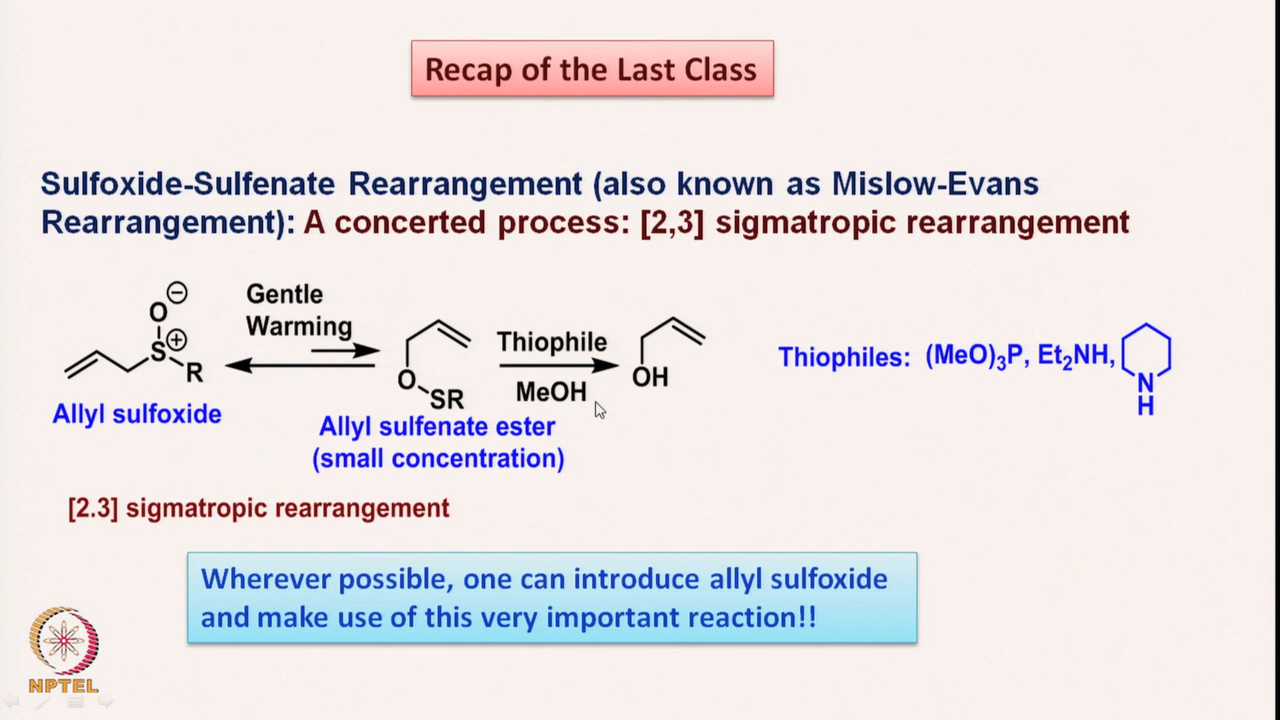 Recap of the Last Class
Sulfoxide-Sulfenate Rearrangement (also known as Mislow-Evans
Rearrangement): A concerted process: [2,3] sigmatropic rearrangement
O ⊖
S ⊕
R
Allyl sulfoxide
Gentle
Warming
O
SR
Allyl sulfenate ester
(small concentration)
Thiophile
MeOH
OH
Thiophiles: (MeO)₃P, Et₂NH,
N
H
[2.3] sigmatropic rearrangement
Wherever possible, one can introduce allyl sulfoxide
and make use of this very important reaction!!
NPTEL